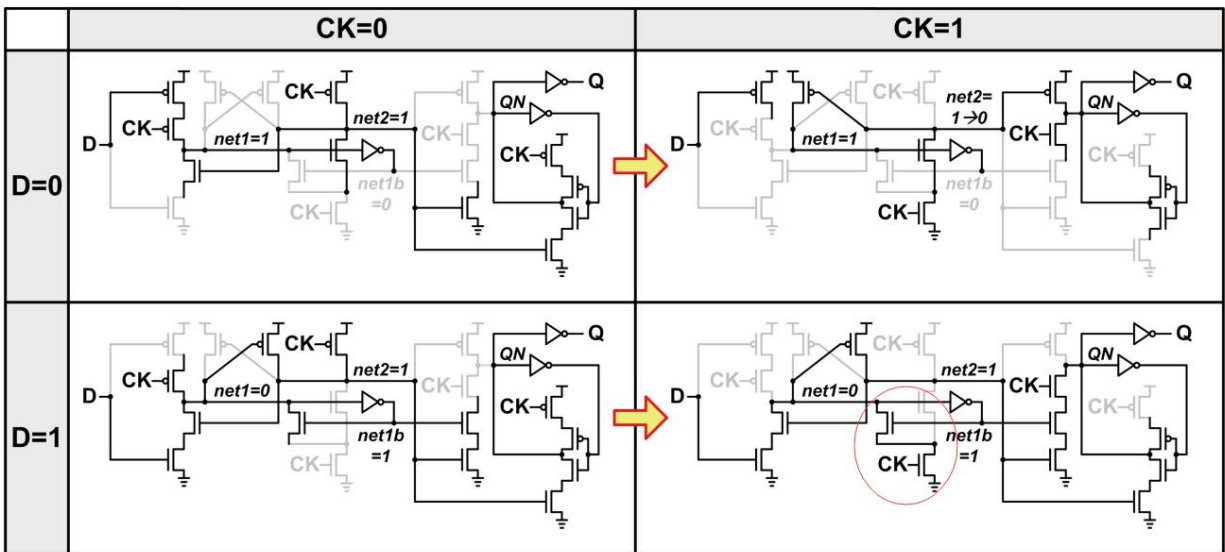 CK=0
CK=1
D=0
CK
Q
QN
net2=1
CK
CK
D
net1=1
CK
net1b
=0
CK
net2=
1→0
Q
QN
CK
CK
D
net1=1
CK
net1b
=0
CK
D=1
CK
Q
QN
net2=1
CK
CK
D
net1=0
CK
net1b
=1
CK
CK
Q
QN
net2=1
CK
CK
D
net1=0
CK
net1b
=1
CK